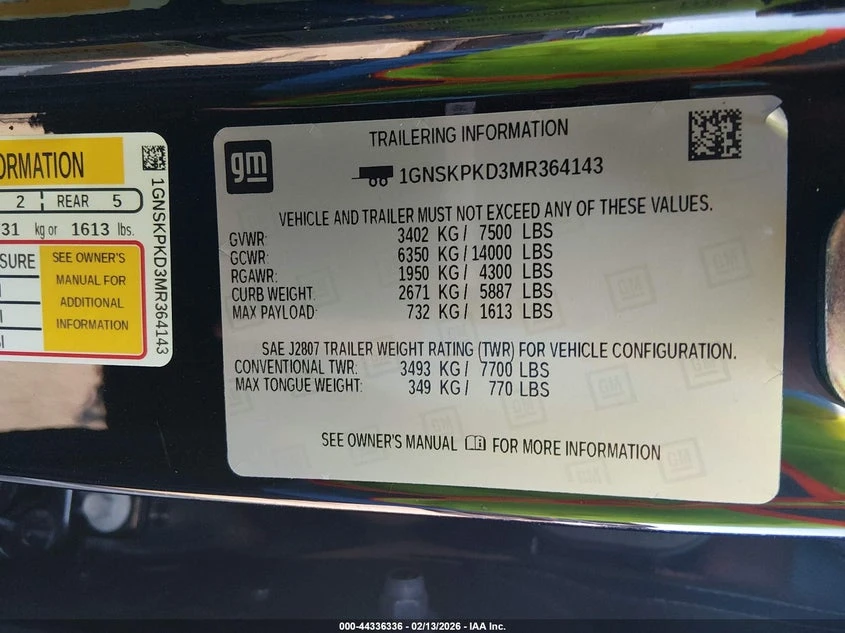 ORMATION
2 REAR 5
31 kg or 1613 lbs.
SURE
SEE OWNER'S
MANUAL FOR
ADDITIONAL
INFORMATION
1GNSKPKD3MR364143
gm
TRAILERING INFORMATION
1GNSKPKD3MR364143
VEHICLE AND TRAILER MUST NOT EXCEED ANY OF THESE VALUES.
GVWR: 3402 KG / 7500 LBS
GCWR: 6350 KG / 14000 LBS
RGAWR: 1950 KG / 4300 LBS
CURB WEIGHT: 2671 KG / 5887 LBS
MAX PAYLOAD: 732 KG / 1613 LBS
SAE J2807 TRAILER WEIGHT RATING (TWR) FOR VEHICLE CONFIGURATION.
CONVENTIONAL TWR: 3493 KG / 7700 LBS
MAX TONGUE WEIGHT: 349 KG / 770 LBS
SEE OWNER'S MANUAL FOR MORE INFORMATION
000-44336336 - 02/13/2026 - IAA Inc.